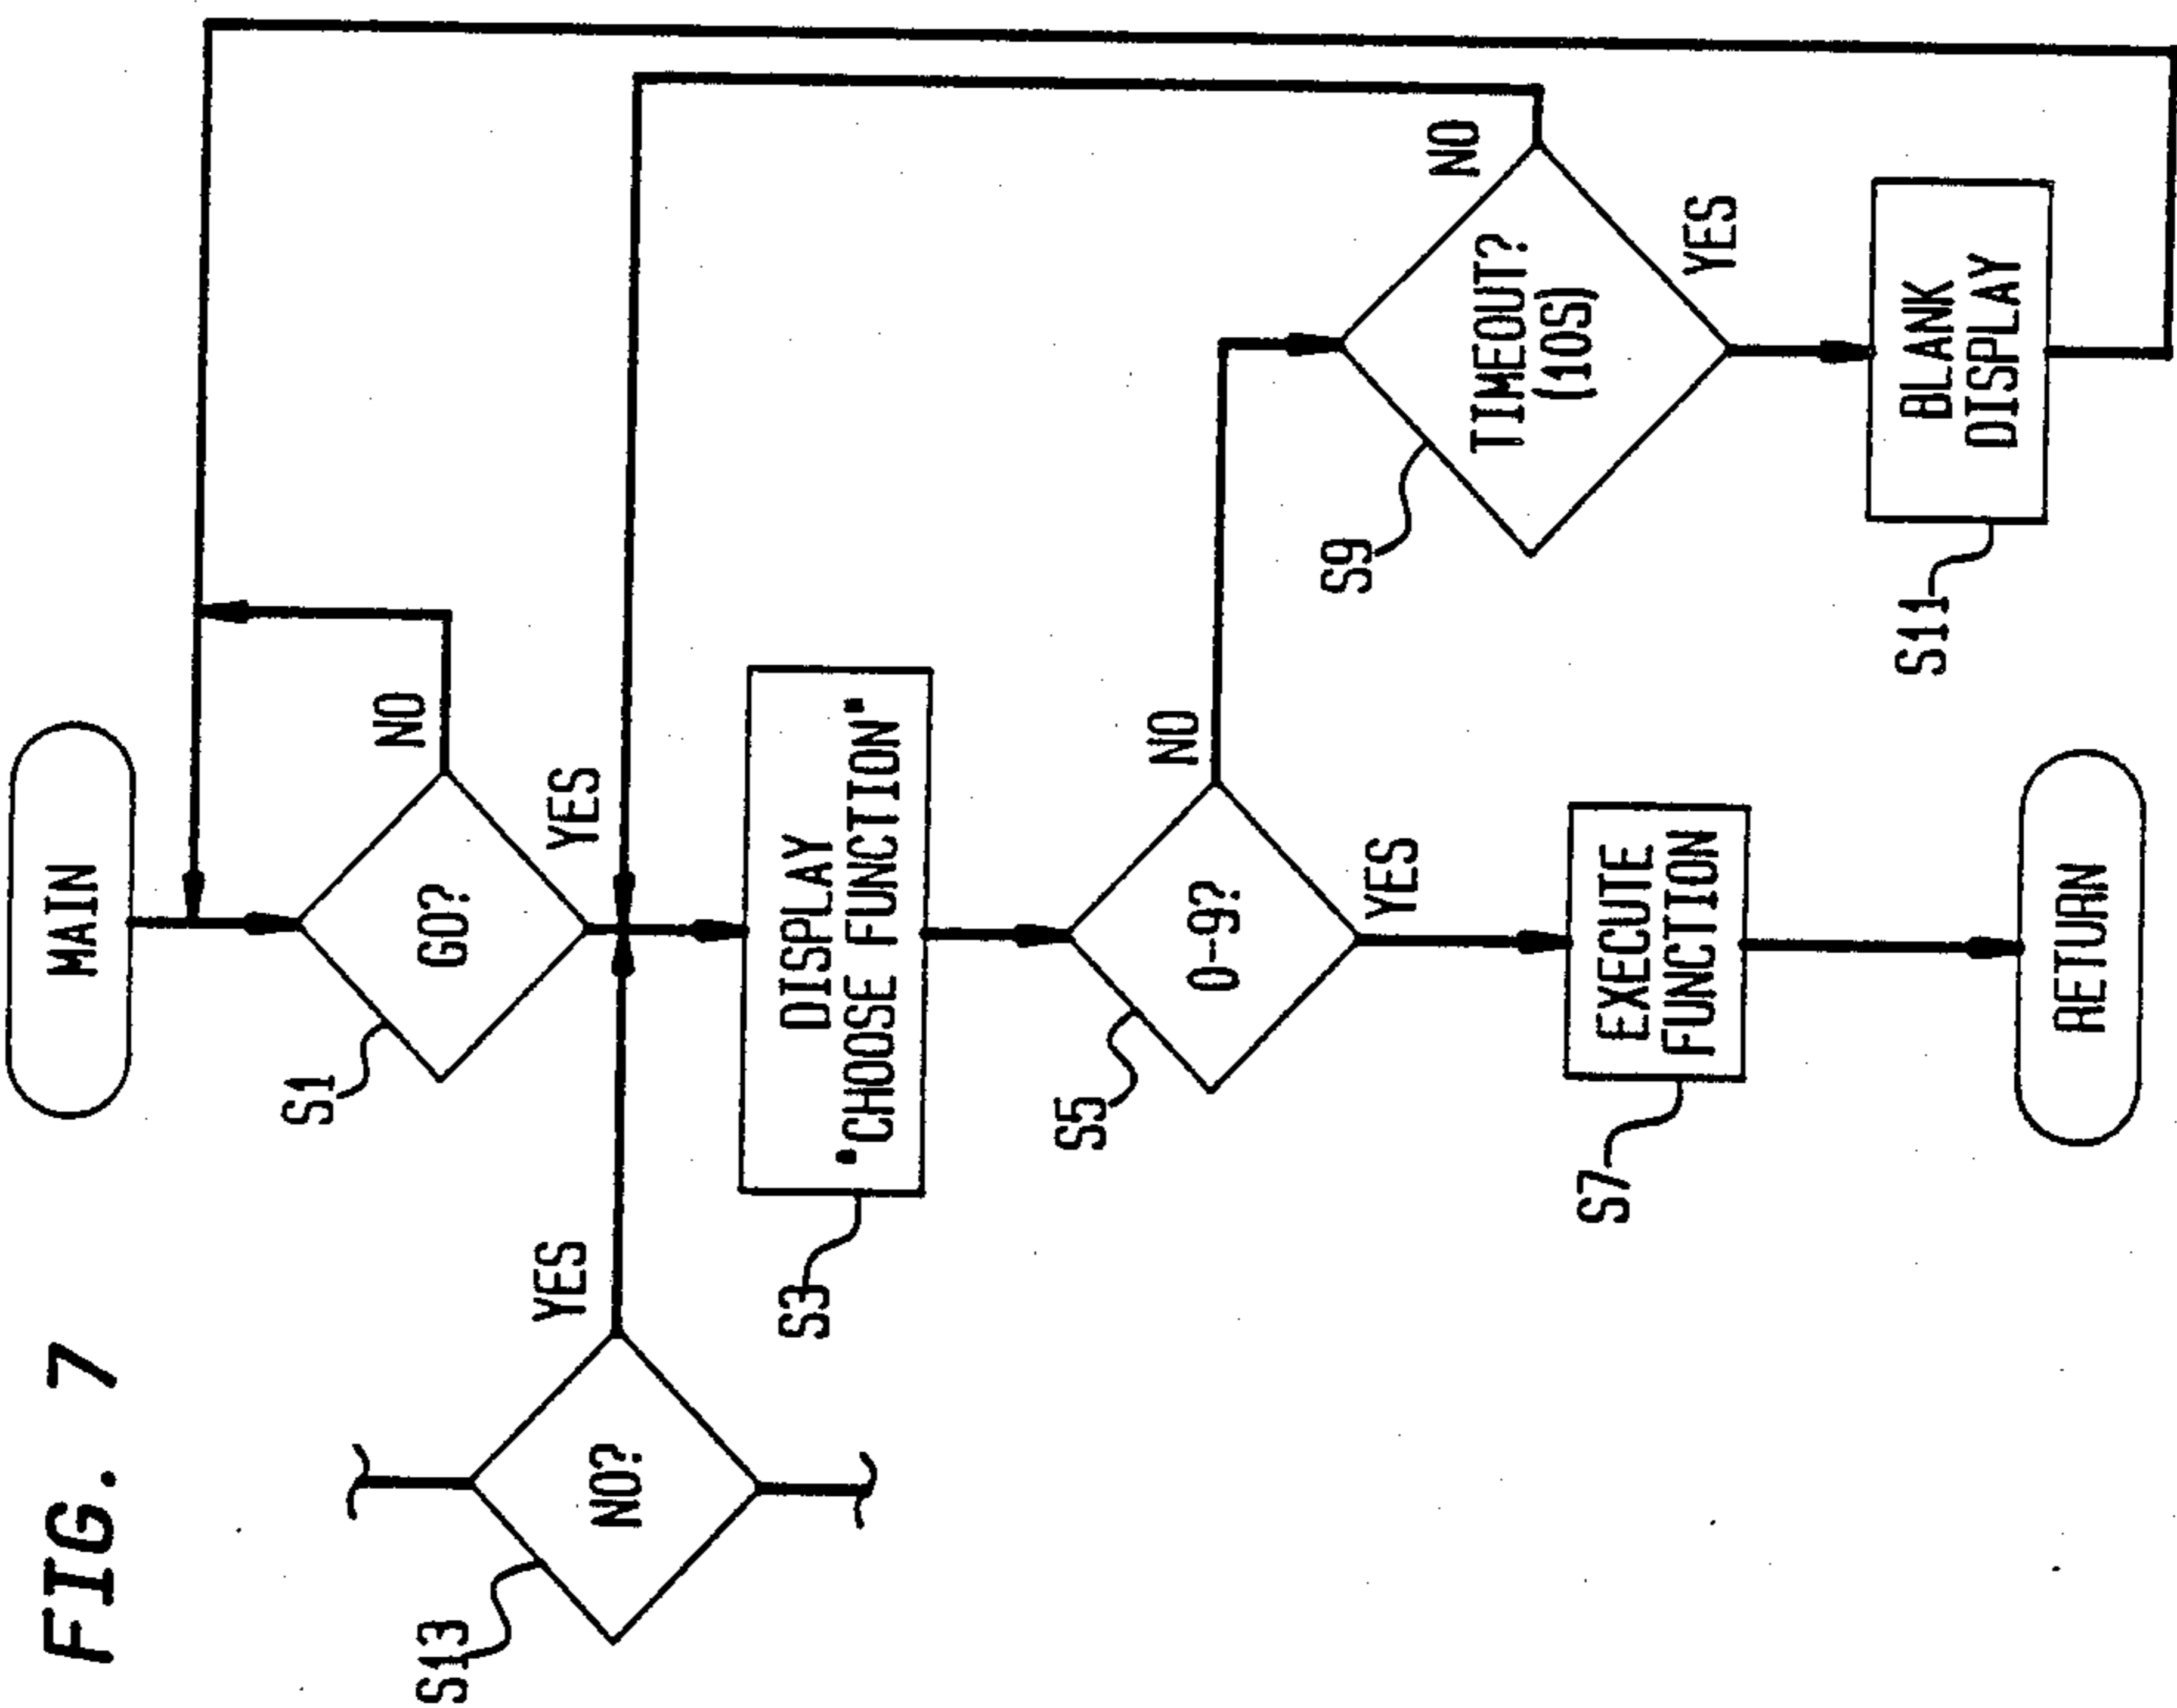 FIG. 7
MAIN
S1
GO?
NO
YES
S13
NO?
YES
S3
DISPLAY
"CHOOSE FUNCTION"
S5
0-9?
NO
YES
S9
TIMEOUT?
(10S)
NO
YES
S7
EXECUTE
FUNCTION
S11
BLANK
DISPLAY
RETURN